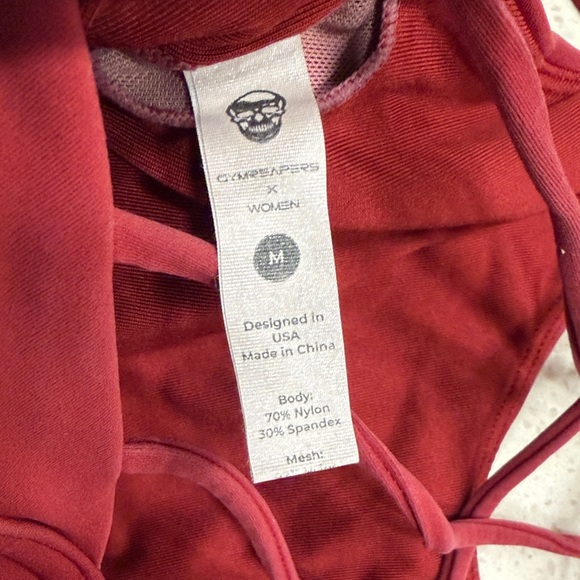 GYMREAPERS
X
WOMEN
M
Designed in
USA
Made in China
Body:
70% Nylon
30% Spandex
Mesh: